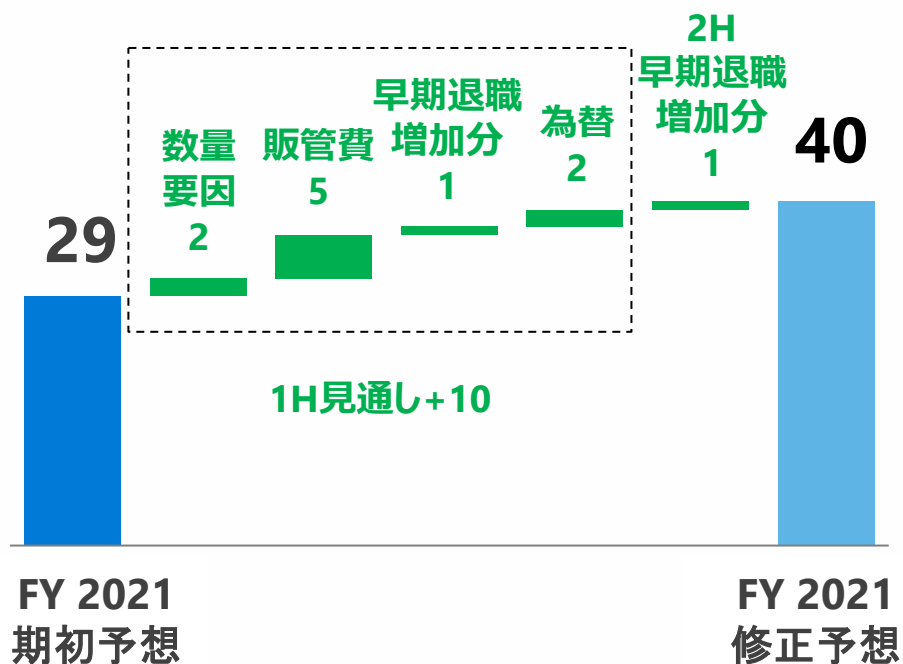 29
数量
要因
2
販管費
5
早期退職
増加分
1
為替
2
2H
早期退職
増加分
1
40
1H見通し+10
FY 2021
期初予想
FY 2021
修正予想